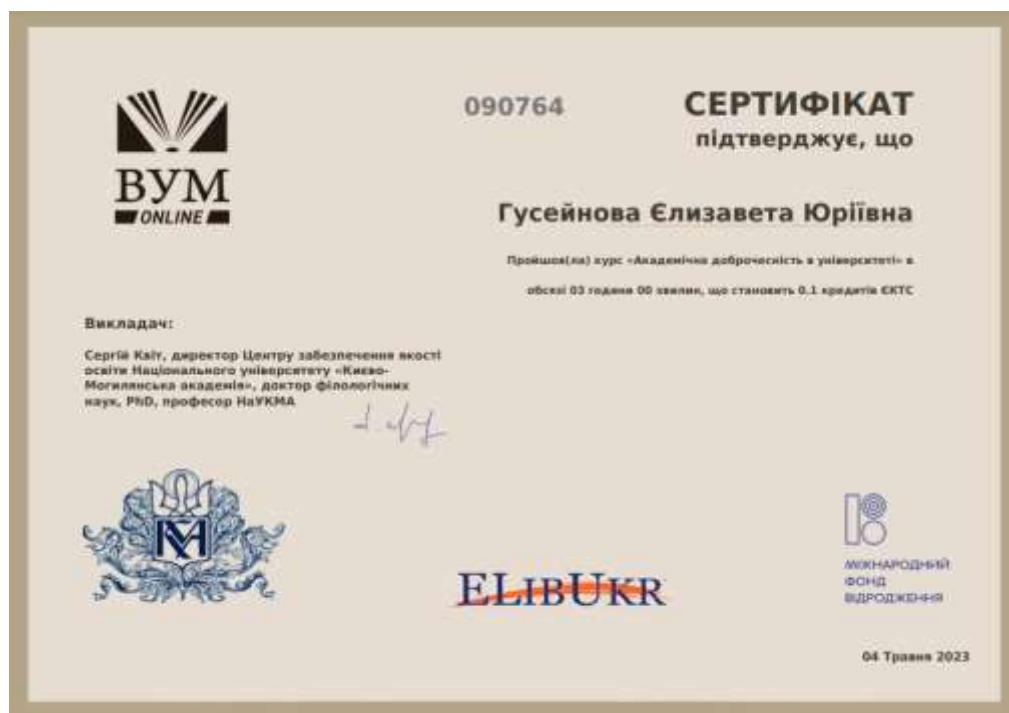 ВУМ
ONLINE
090764
СЕРТИФІКАТ
підтверджує, що
Гусейнова Єлизавета Юріївна
Пройшов(ла) курс «Академічна доброчесність в університеті» в
обсязі 03 години 00 хвилин, що становить 0.1 кредитів ЄКТС
Викладач:
Сергій Квіт, директор Центру забезпечення якості
освіти Національного університету «Києво-
Могилянська академія», доктор філологічних
наук, PhD, професор НаУКМА
ELIBUKR
МІЖНАРОДНИЙ
ФОНД
ВІДРОДЖЕННЯ
04 Травня 2023